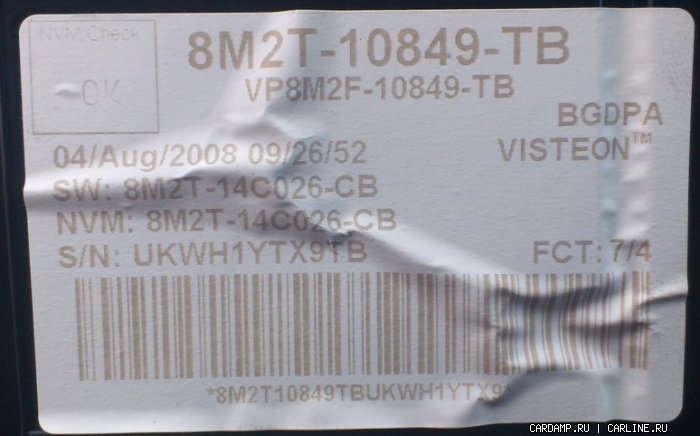 NVM Check
OK
8M2T-10849-TB
VP8M2F-10849-TB
BGDPA
04/Aug/2008 09/26/52
VISTEON™
SW: 8M2T-14C026-CB
NVM: 8M2T-14C026-CB
S/N: UKWH1YTX9TB
FCT: 7/4
*8M2T10849TBUKWH1YTX9
CARDAMP.RU | CARLINE.RU